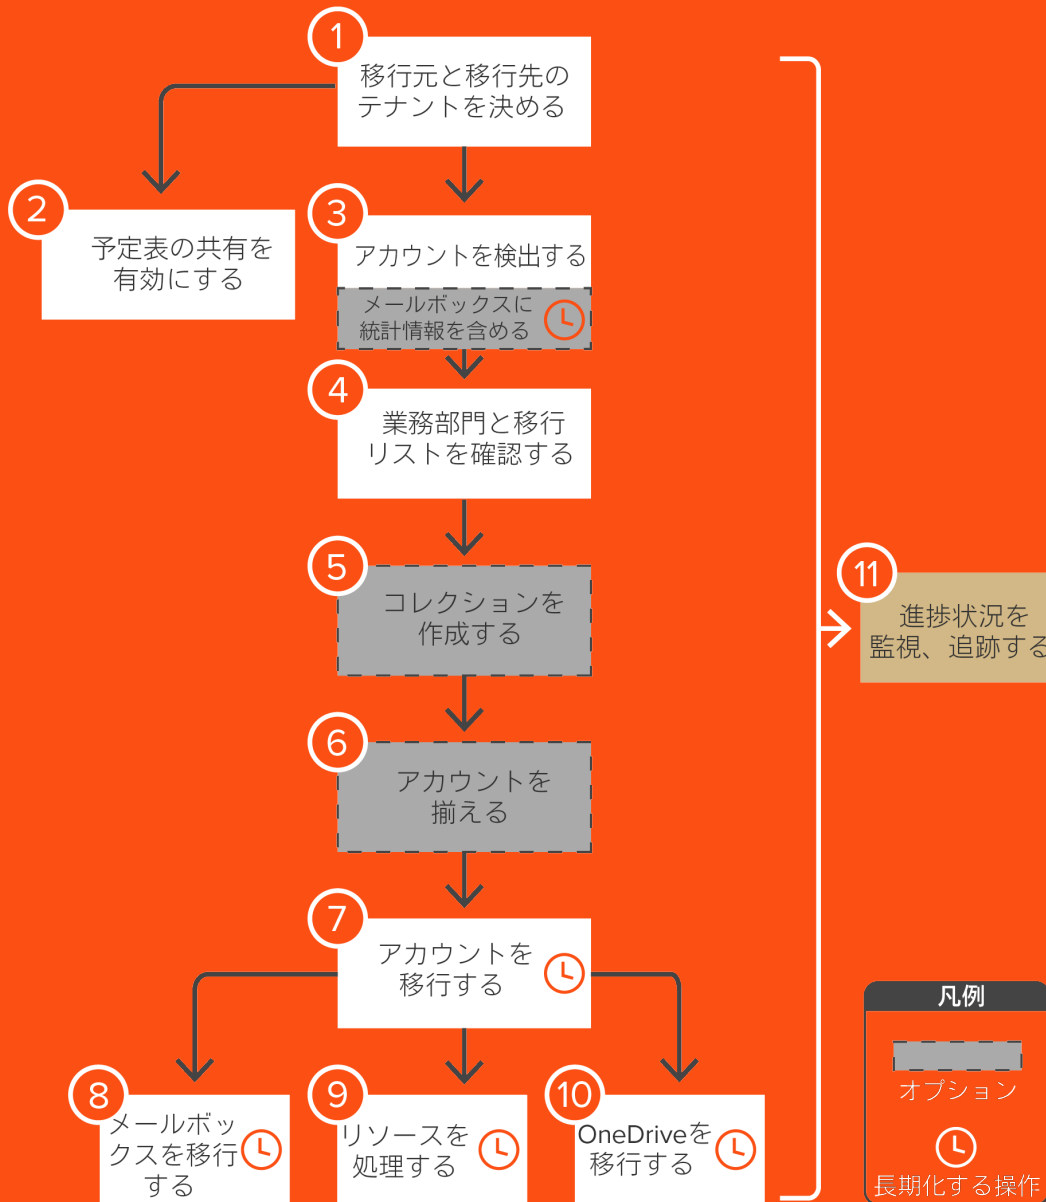 1
移行元と移行先の
テナントを決める
2
予定表の共有を
有効にする
3
アカウントを検出する
メールボックスに
統計情報を含める
4
業務部門と移行
リストを確認する
5
コレクションを
作成する
6
アカウントを
揃える
7
アカウントを
移行する
8
メールボッ
クスを移行
する
9
リソースを
処理する
10
OneDriveを
移行する
11
進捗状況を
監視、追跡する
凡例
オプション
長期化する操作